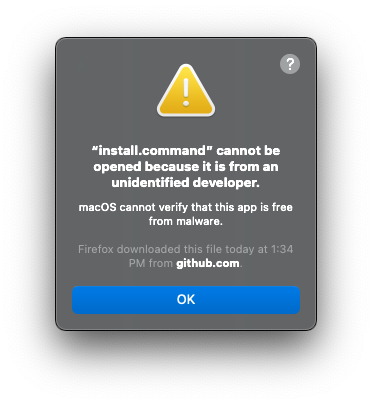 ?
“install.command” cannot be
opened because it is from an
unidentified developer.
macOS cannot verify that this app is free
from malware.
Firefox downloaded this file today at 1:34
PM from github.com.
OK